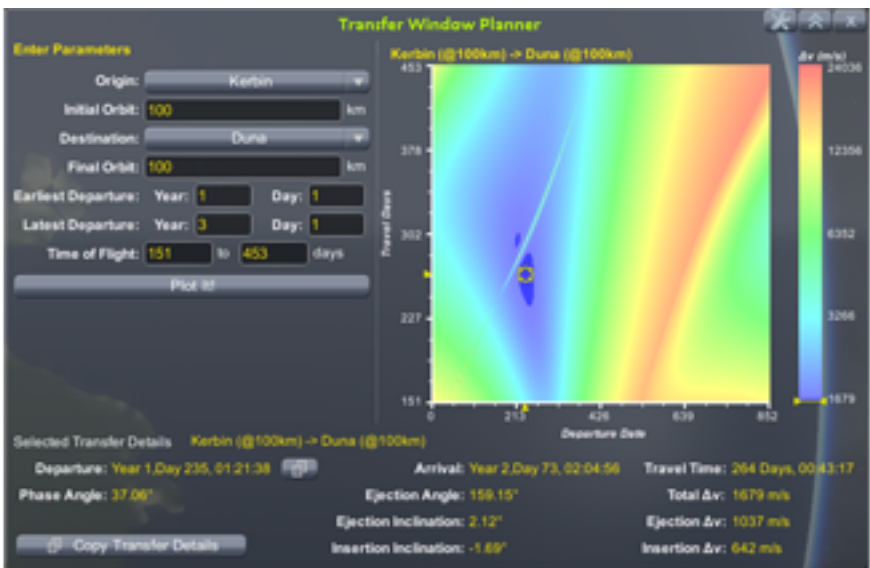 Transfer Window Planner
Enter Parameters
Origin: Kerbin
Initial Orbit: 100 km
Destination: Duna
Final Orbit: 100 km
Earliest Departure: Year: 1 Day: 1
Latest Departure: Year: 3 Day: 1
Time of Flight: 151 to 453 days
Plot It!
Kerbin (@100km) -> Duna (@100km)
Δv (m/s)
453
378
302
227
151
Travel Days
0 213 426 639 852
Departure Date
24036
12356
6352
3266
1679
Selected Transfer Details Kerbin (@100km) -> Duna (@100km)
Departure: Year 1,Day 235, 01:21:38 Arrival: Year 2,Day 73, 02:04:56 Travel Time: 264 Days, 00:43:17
Phase Angle: 37.06° Ejection Angle: 159.15° Total Δv: 1679 m/s
Ejection Inclination: 2.12° Ejection Δv: 1037 m/s
Copy Transfer Details Insertion Inclination: -1.69° Insertion Δv: 642 m/s